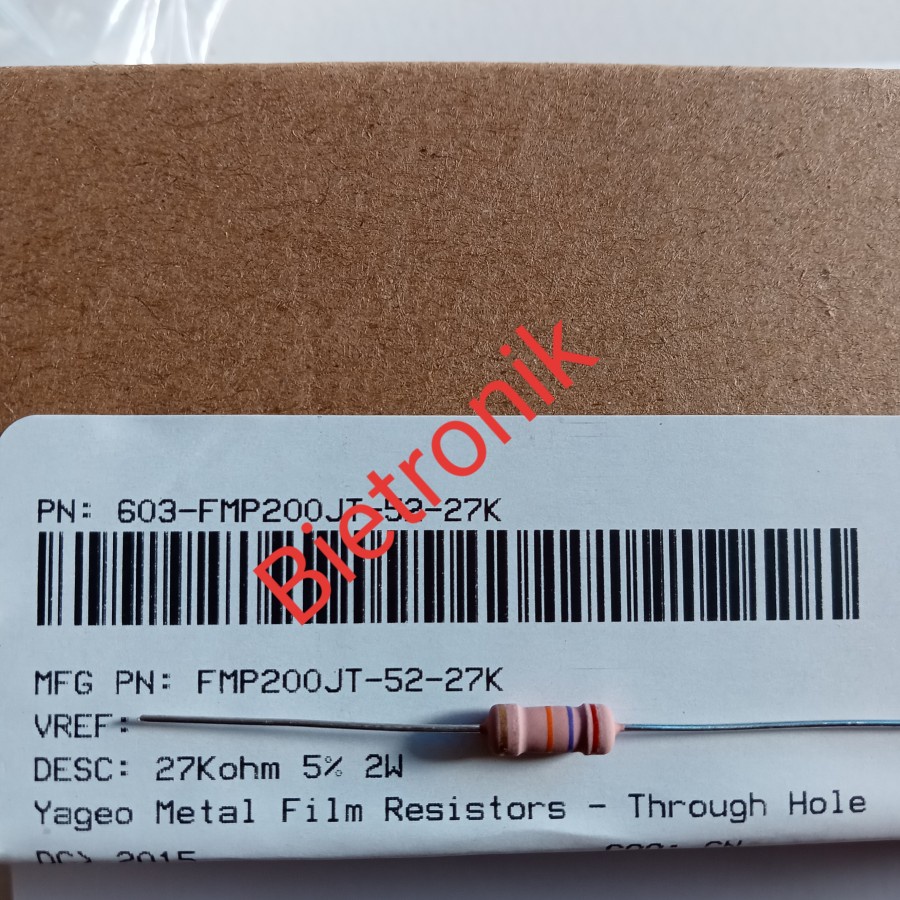 Bietronik
PN: 603-FMP200JT-52-27K
MFG PN: FMP200JT-52-27K
VREF:
DESC: 27Kohm 5% 2W
Yageo Metal Film Resistors - Through Hole
2015